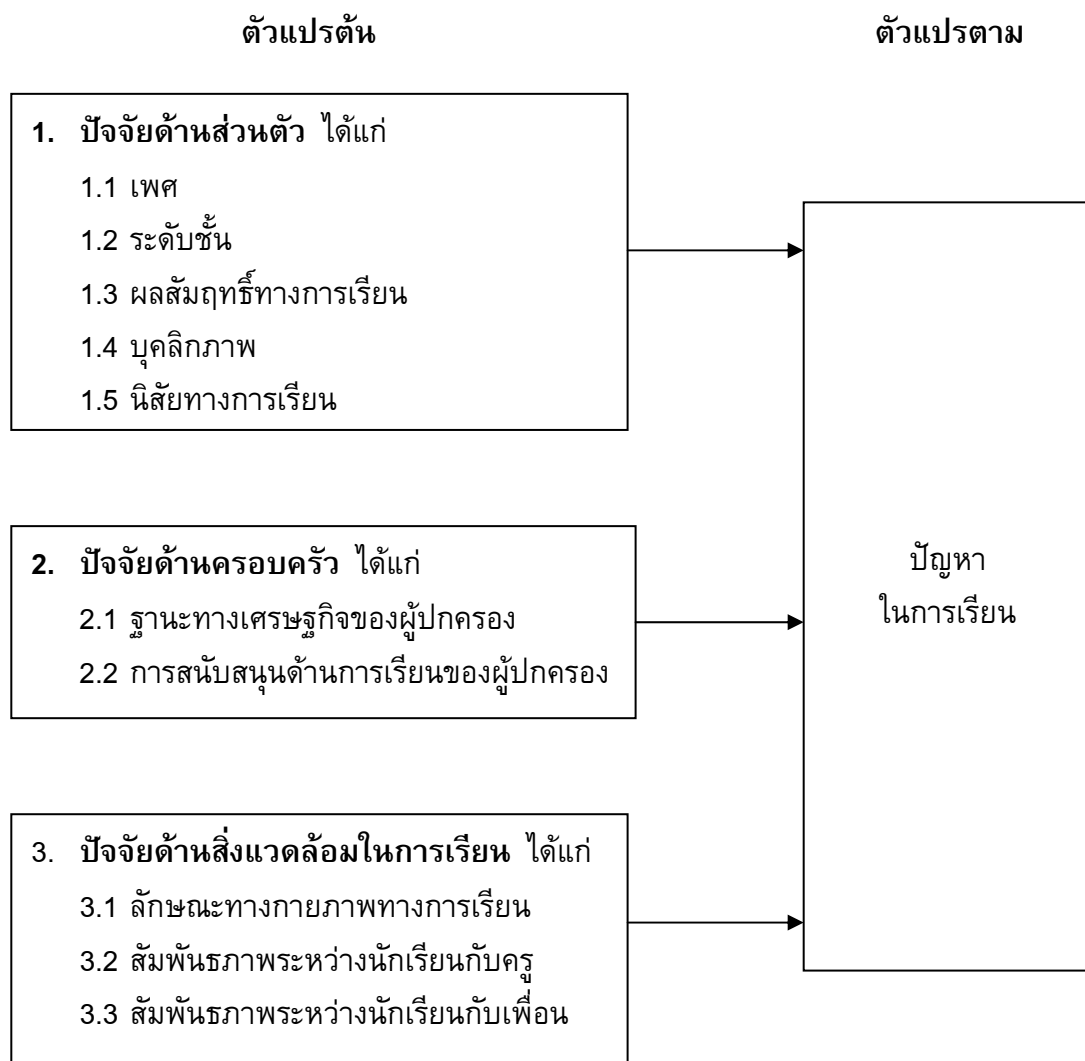 ตัวแปรต้น
ตัวแปรตาม
1. ปัจจัยด้านส่วนตัว ได้แก่
1.1 เพศ
1.2 ระดับชั้น
1.3 ผลสัมฤทธิ์ทางการเรียน
1.4 บุคลิกภาพ
1.5 นิสัยทางการเรียน
2. ปัจจัยด้านครอบครัว ได้แก่
2.1 ฐานะทางเศรษฐกิจของผู้ปกครอง
2.2 การสนับสนุนด้านการเรียนของผู้ปกครอง
3. ปัจจัยด้านสิ่งแวดล้อมในการเรียน ได้แก่
3.1 ลักษณะทางกายภาพทางการเรียน
3.2 สัมพันธภาพระหว่างนักเรียนกับครู
3.3 สัมพันธภาพระหว่างนักเรียนกับเพื่อน
ปัญหา
ในการเรียน